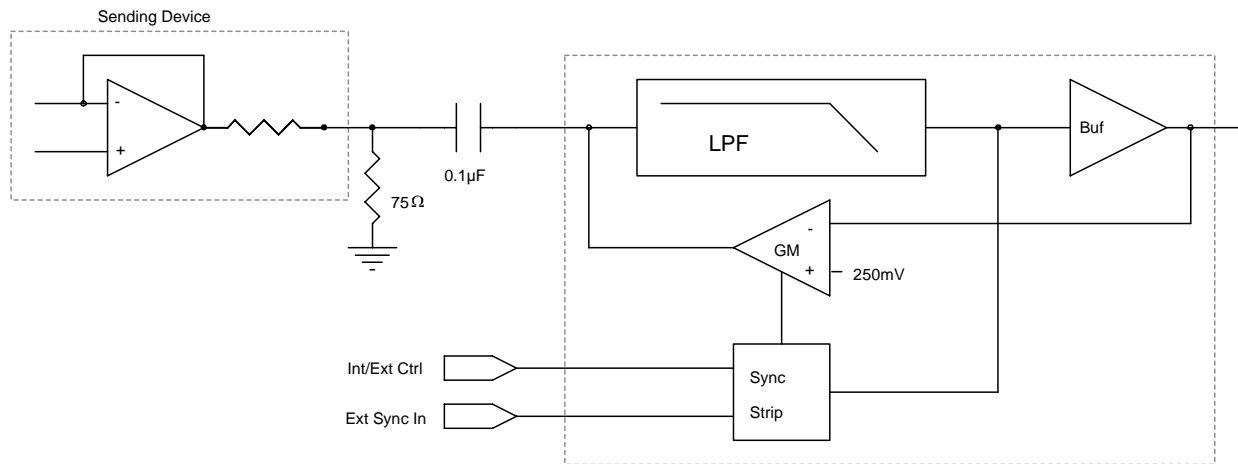 Sending Device
-
+
75Ω
0.1µF
LPF
Buf
GM
-
+
250mV
Int/Ext Ctrl
Ext Sync In
Sync
Strip